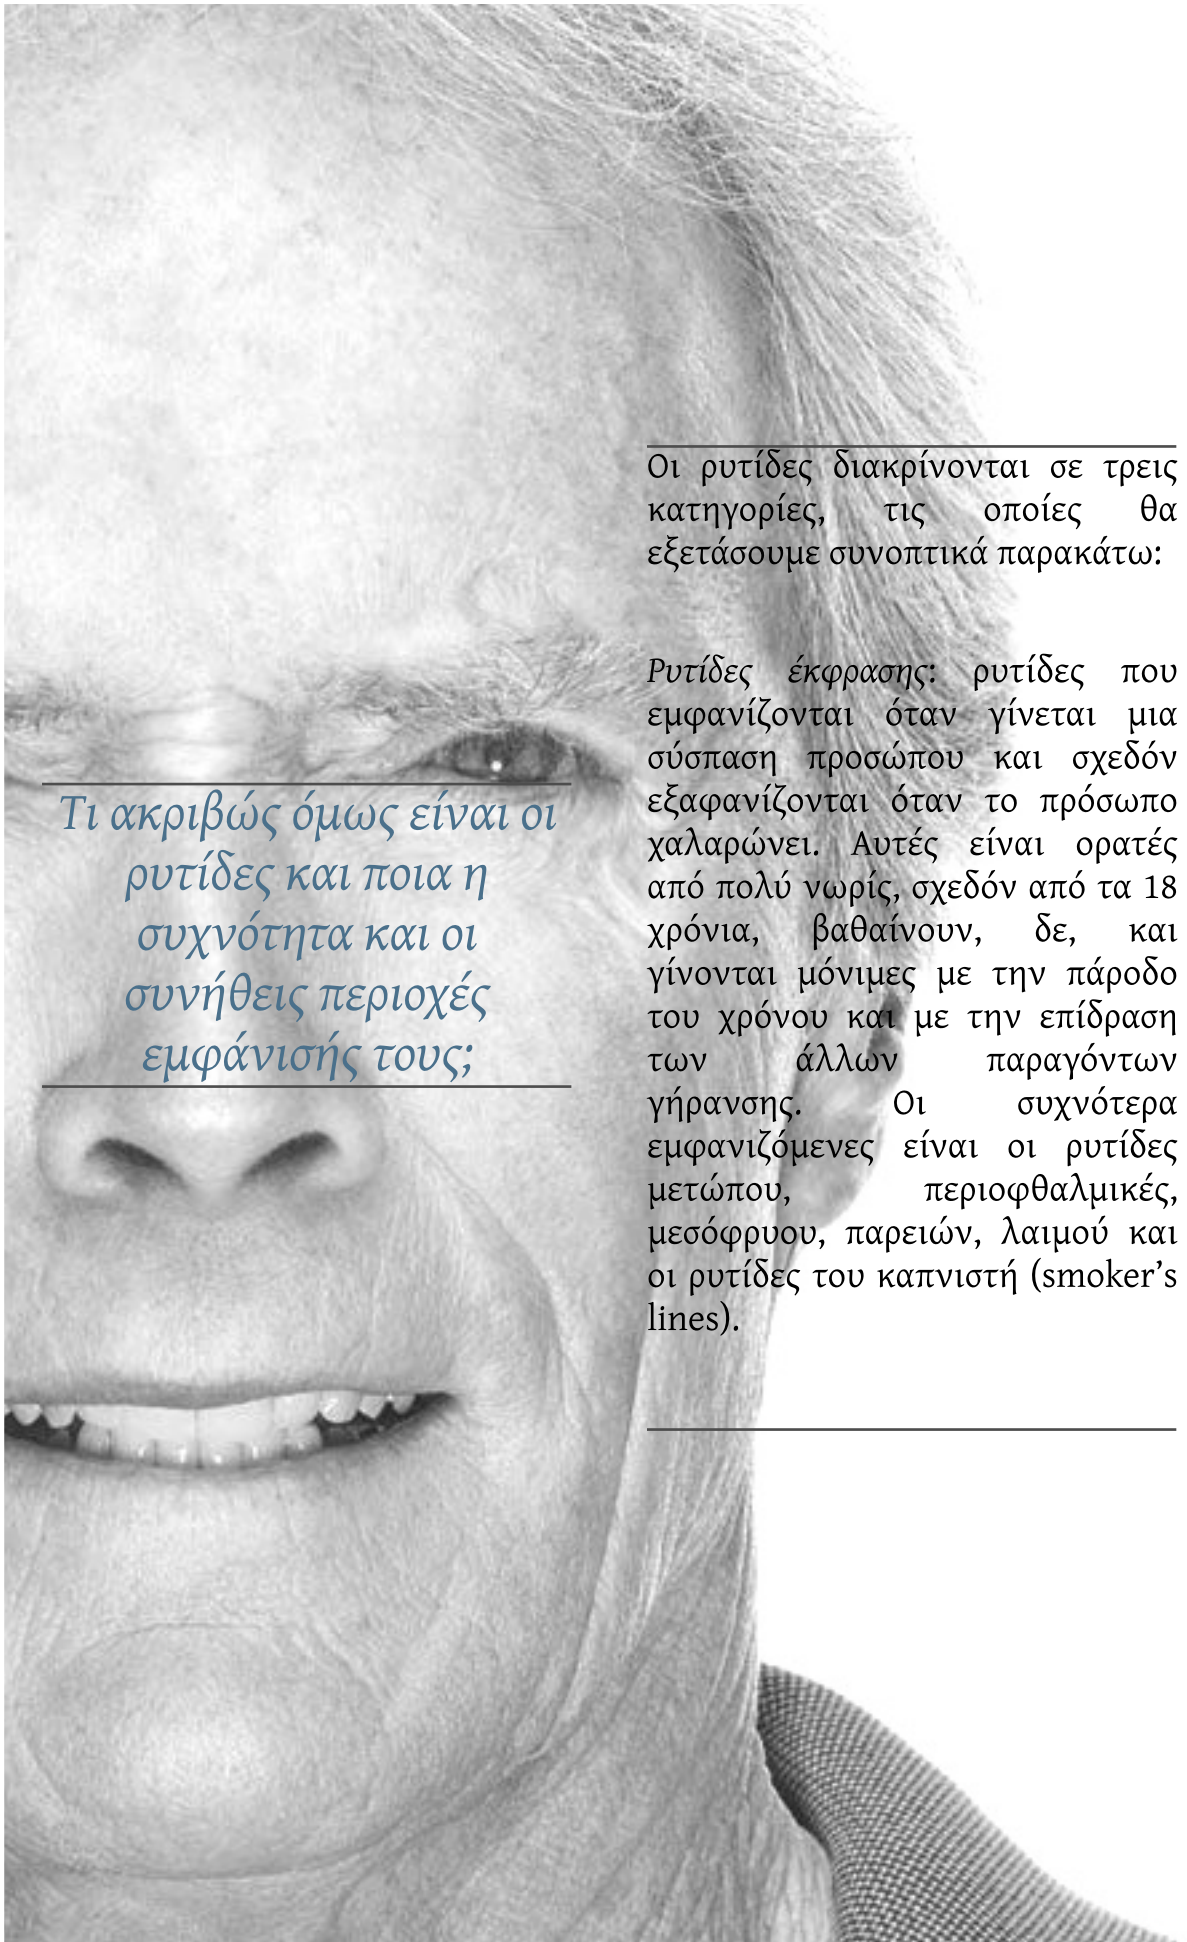 Τι ακριβώς όμως είναι οι
ρυτίδες και ποια η
συχνότητα και οι
συνήθεις περιοχές
εμφάνισής τους;
Οι ρυτίδες διακρίνονται σε τρεις
κατηγορίες, τις οποίες θα
εξετάσουμε συνοπτικά παρακάτω:
Ρυτίδες έκφρασης: ρυτίδες που
εμφανίζονται όταν γίνεται μια
σύσπαση προσώπου και σχεδόν
εξαφανίζονται όταν το πρόσωπο
χαλαρώνει. Αυτές είναι ορατές
από πολύ νωρίς, σχεδόν από τα 18
χρόνια, βαθαίνουν, δε, και
γίνονται μόνιμες με την πάροδο
του χρόνου και με την επίδραση
των άλλων παραγόντων
γήρανσης. Οι συχνότερα
εμφανιζόμενες είναι οι ρυτίδες
μετώπου, περιοφθαλμικές,
μεσόφρυου, παρειών, λαιμού και
οι ρυτίδες του καπνιστή (smoker’s
lines).